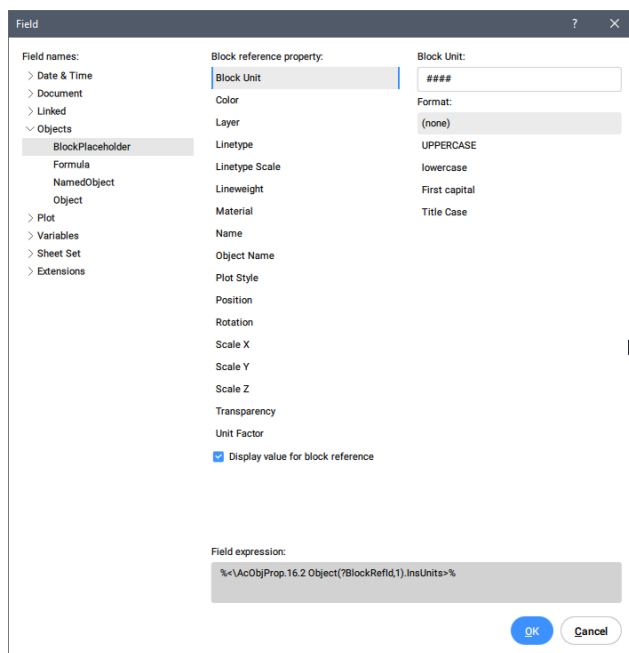 Field
?
Field names:
Date & Time
Document
Linked
Objects
BlockPlaceholder
Formula
NamedObject
Object
Plot
Variables
Sheet Set
Extensions
Block reference property:
Block Unit
Color
Layer
Linetype
Linetype Scale
Lineweight
Material
Name
Object Name
Plot Style
Position
Rotation
Scale X
Scale Y
Scale Z
Transparency
Unit Factor
Display value for block reference
Block Unit:
####
Format:
(none)
UPPERCASE
lowercase
First capital
Title Case
Field expression:
%<\AcObjProp.16.2 Object(?BlockRefId,1).InsUnits>%
OK
Cancel